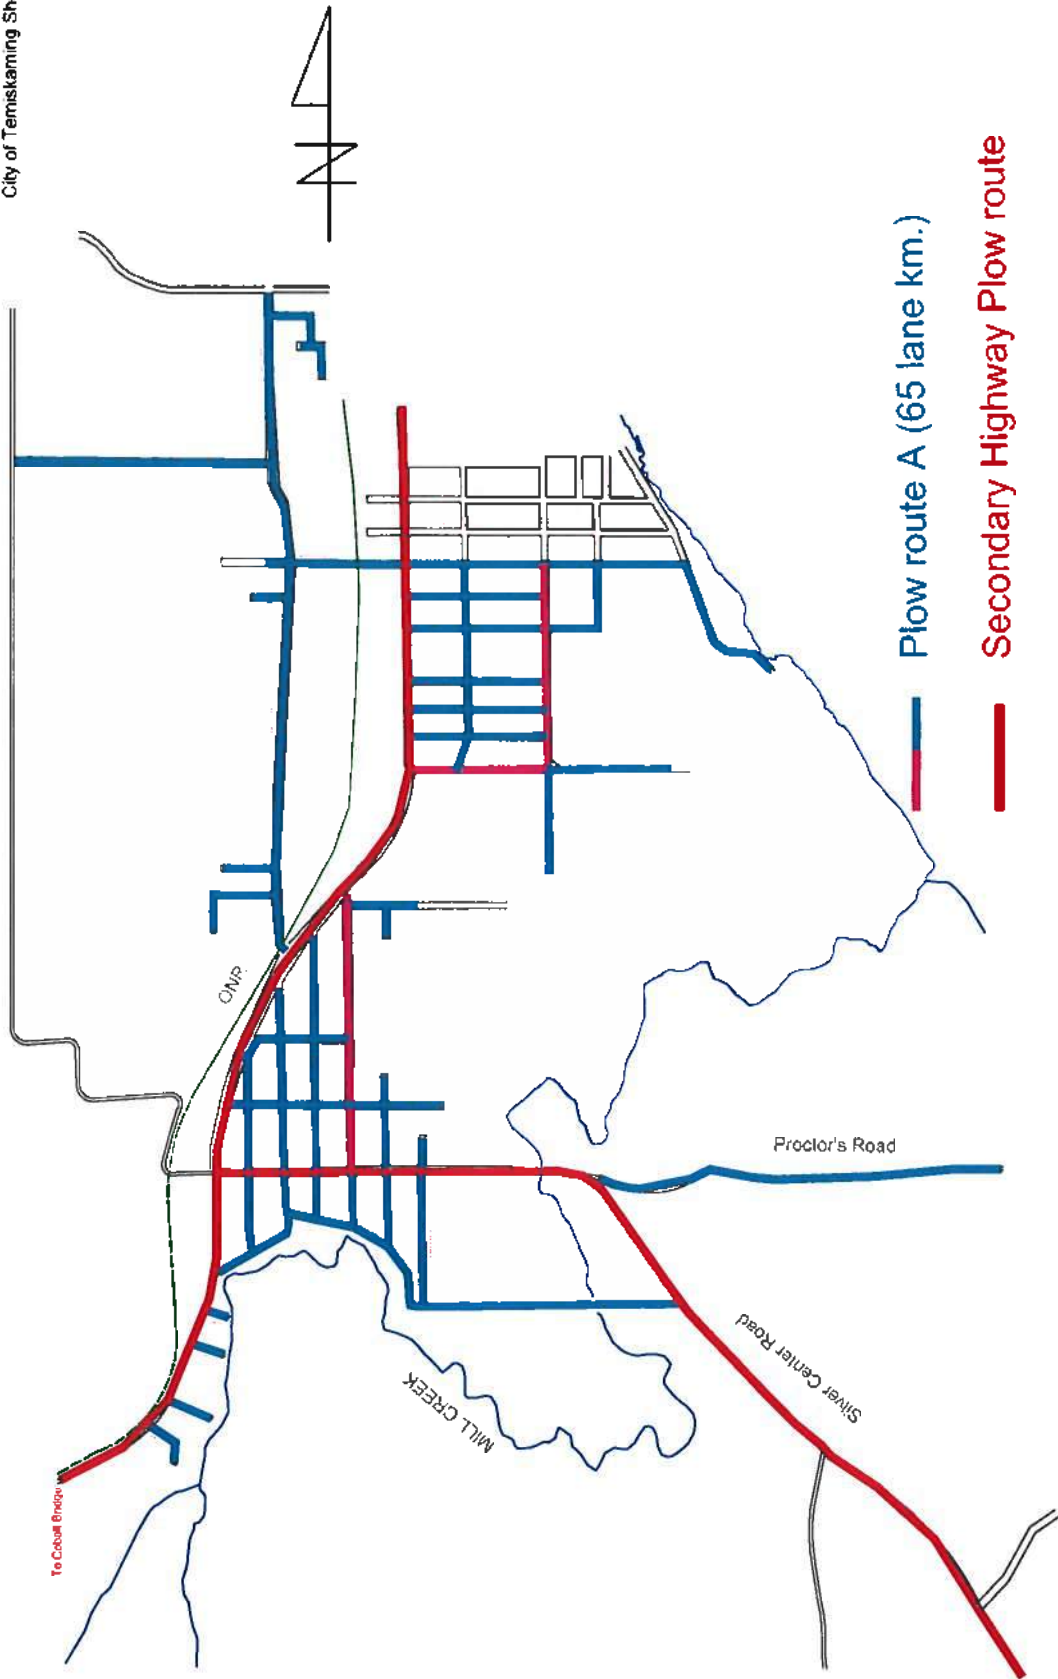 City of Temiskaming Sh
N
ONR
Proctor's Road
Silver Center Road
MILL CREEK
To Cobalt Bridge
Plow route A (65 lane km.)
Secondary Highway Plow route